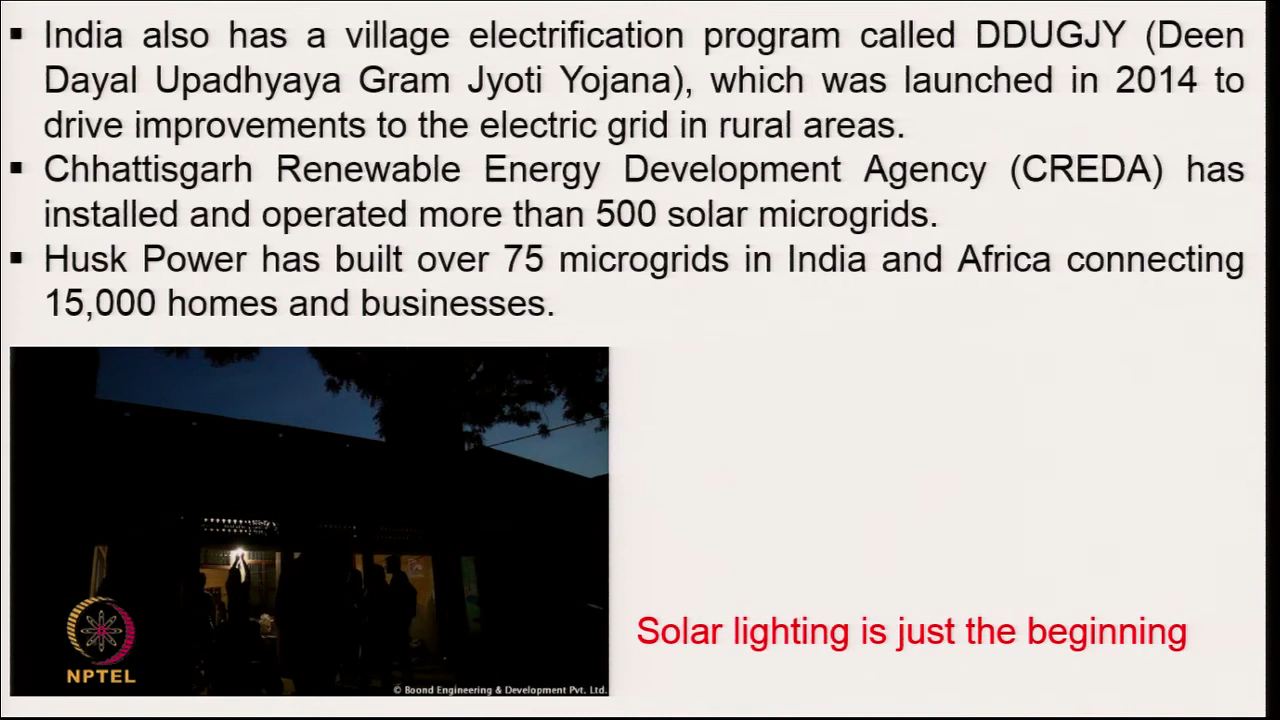 ▪ India also has a village electrification program called DDUGJY (Deen
Dayal Upadhyaya Gram Jyoti Yojana), which was launched in 2014 to
drive improvements to the electric grid in rural areas.
▪ Chhattisgarh Renewable Energy Development Agency (CREDA) has
installed and operated more than 500 solar microgrids.
▪ Husk Power has built over 75 microgrids in India and Africa connecting
15,000 homes and businesses.
Solar lighting is just the beginning
NPTEL
© Boond Engineering & Development Pvt. Ltd.